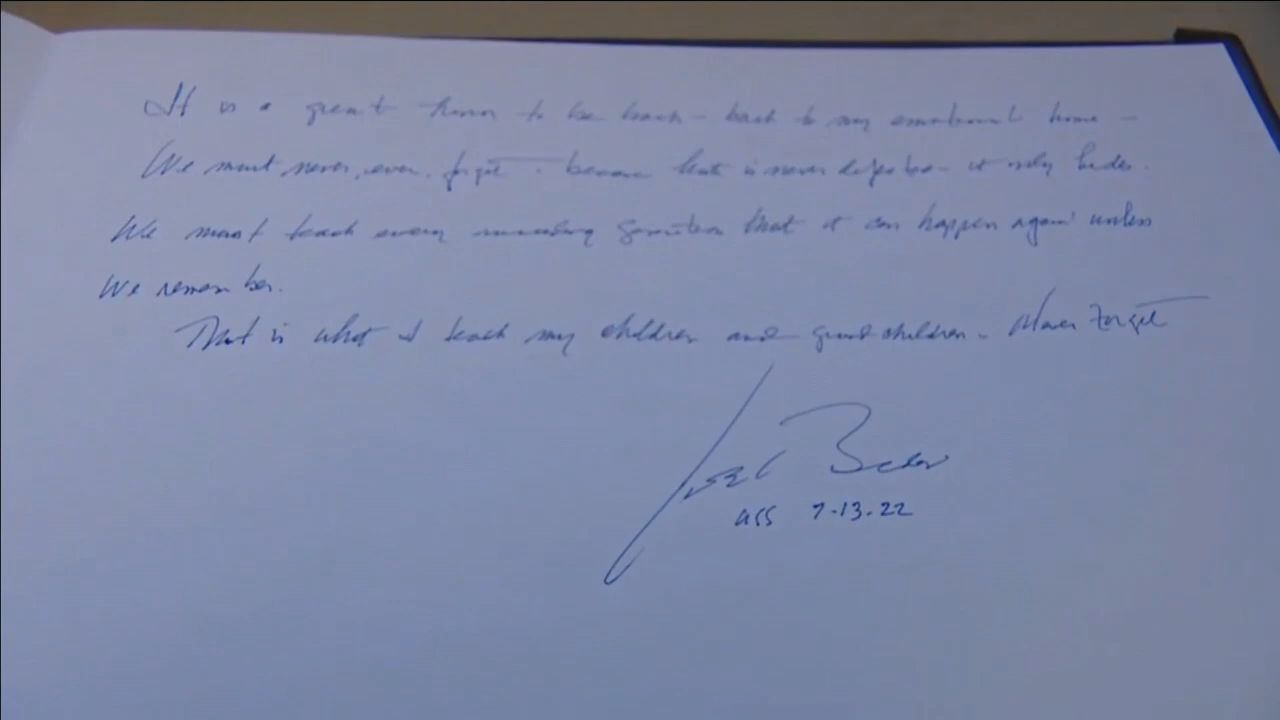 It is a great honor to be back - back to my emotional home -
We must never, ever, forget - because hate is never defeated - it only hides.
We must teach every succeeding generation that it can happen again unless
We remember.
That is what I teach my children and grandchildren - Never Forget
7-13-22